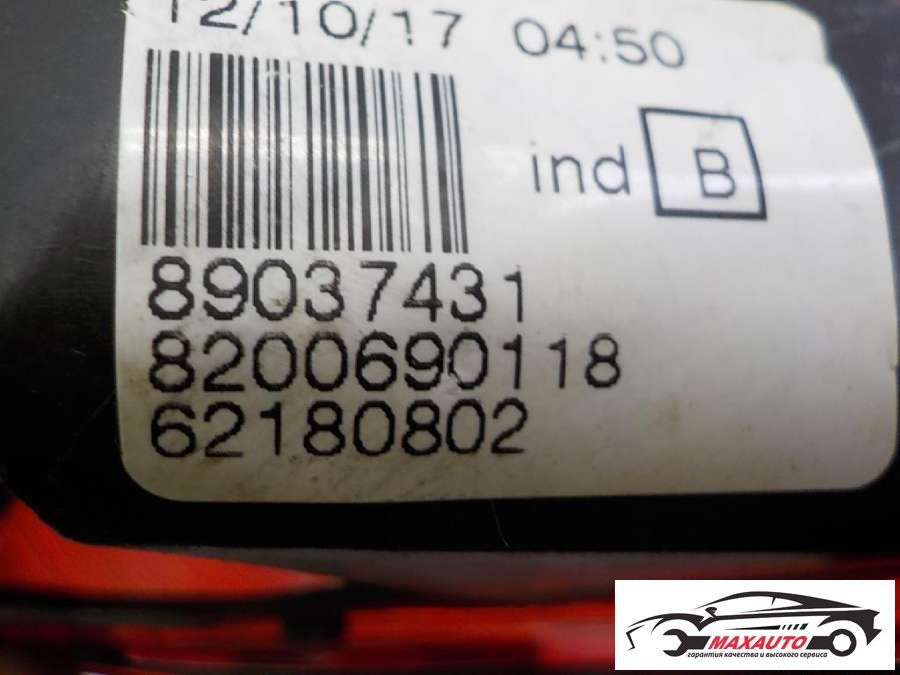 12/10/17 04:50
ind B
89037431
8200690118
62180802
MAXAUTO
гарантия качества и высокого сервиса